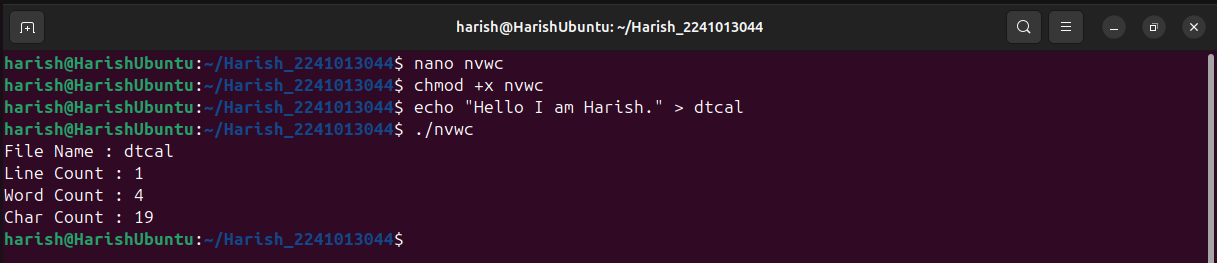 harish@HarishUbuntu: ~/Harish_2241013044
harish@HarishUbuntu:~/Harish_2241013044$ nano nvwc
harish@HarishUbuntu:~/Harish_2241013044$ chmod +x nvwc
harish@HarishUbuntu:~/Harish_2241013044$ echo "Hello I am Harish." > dtcal
harish@HarishUbuntu:~/Harish_2241013044$ ./nvwc
File Name : dtcal
Line Count : 1
Word Count : 4
Char Count : 19
harish@HarishUbuntu:~/Harish_2241013044$